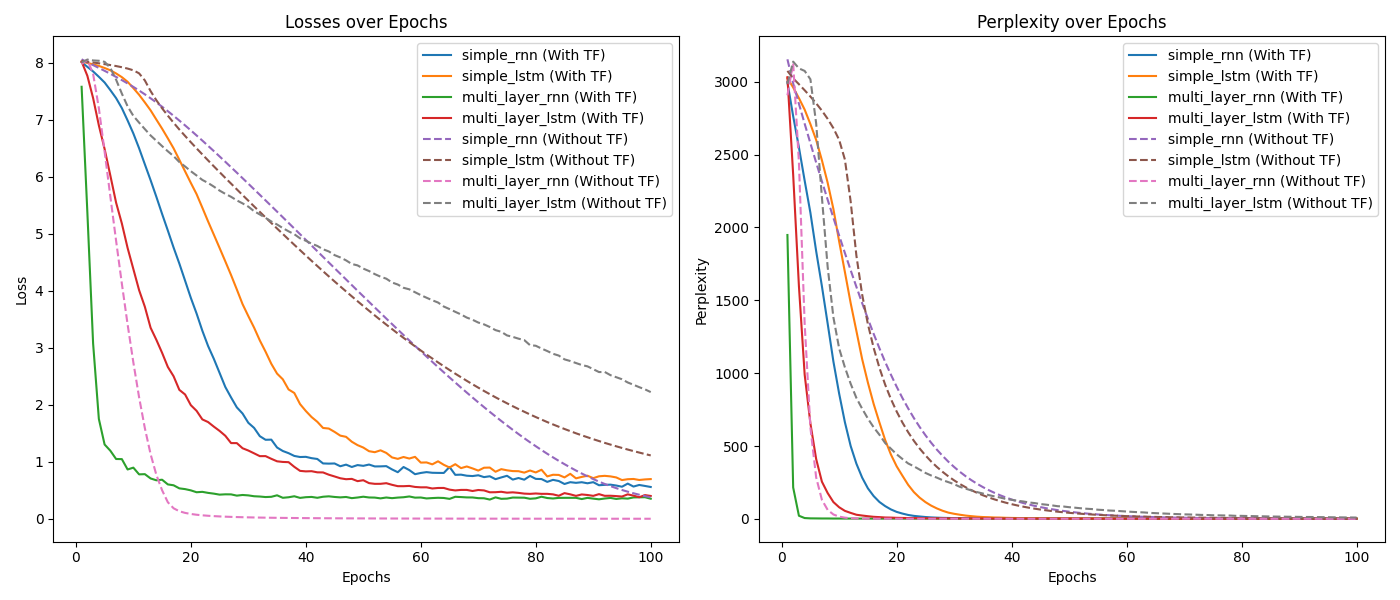 Losses over Epochs
8
7
6
5
4
3
2
1
0
Loss
0
20
40
60
80
100
Epochs
simple_rnn (With TF)
simple_lstm (With TF)
multi_layer_rnn (With TF)
multi_layer_lstm (With TF)
simple_rnn (Without TF)
simple_lstm (Without TF)
multi_layer_rnn (Without TF)
multi_layer_lstm (Without TF)
Perplexity over Epochs
3000
2500
2000
1500
1000
500
0
Perplexity
0
20
40
60
80
100
Epochs
simple_rnn (With TF)
simple_lstm (With TF)
multi_layer_rnn (With TF)
multi_layer_lstm (With TF)
simple_rnn (Without TF)
simple_lstm (Without TF)
multi_layer_rnn (Without TF)
multi_layer_lstm (Without TF)